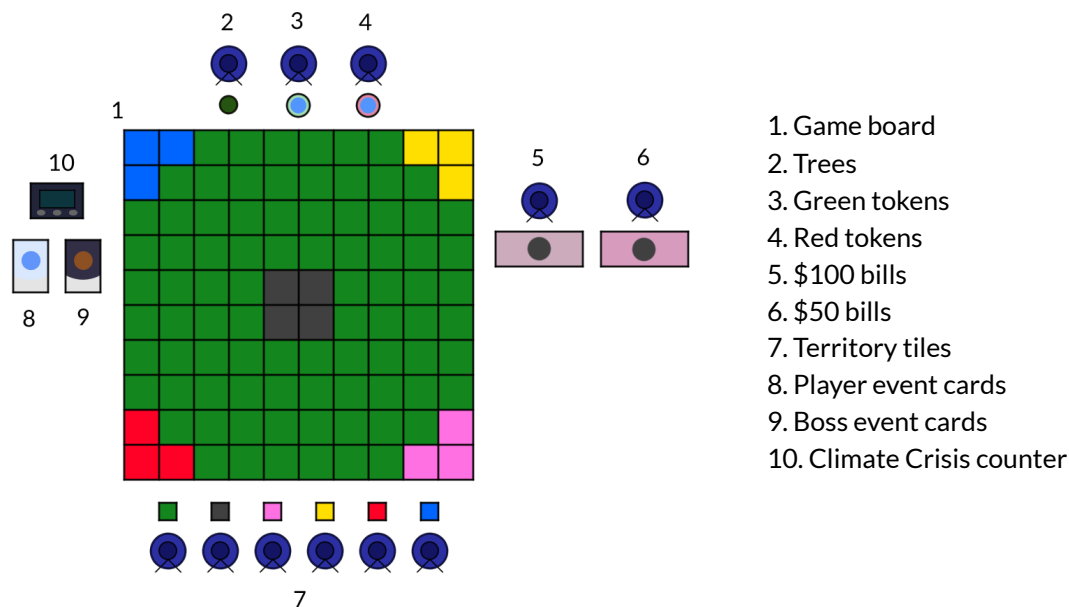 2
3
4
1
10
5
6
8
9
7
1. Game board
2. Trees
3. Green tokens
4. Red tokens
5. $100 bills
6. $50 bills
7. Territory tiles
8. Player event cards
9. Boss event cards
10. Climate Crisis counter